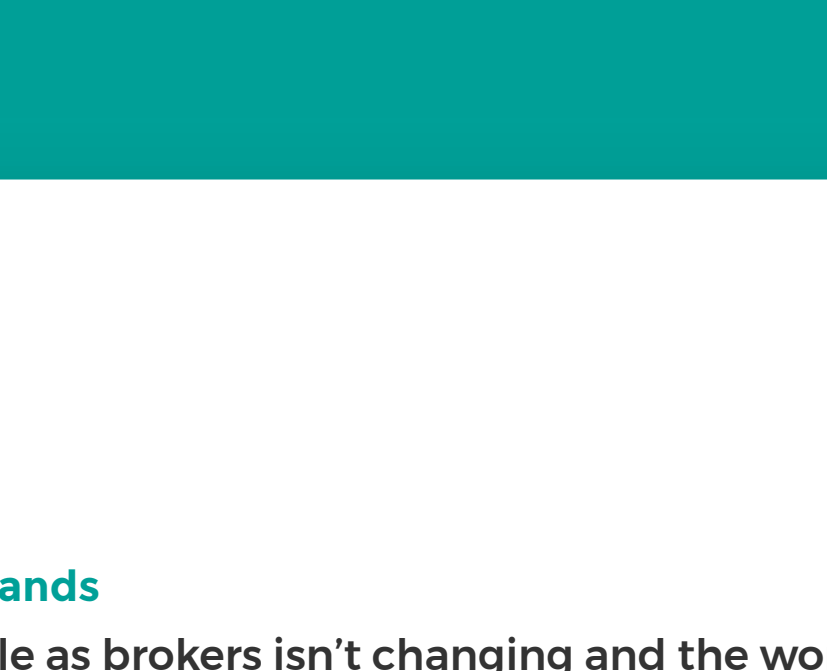 ands
le as brokers isn’t changing and the wo